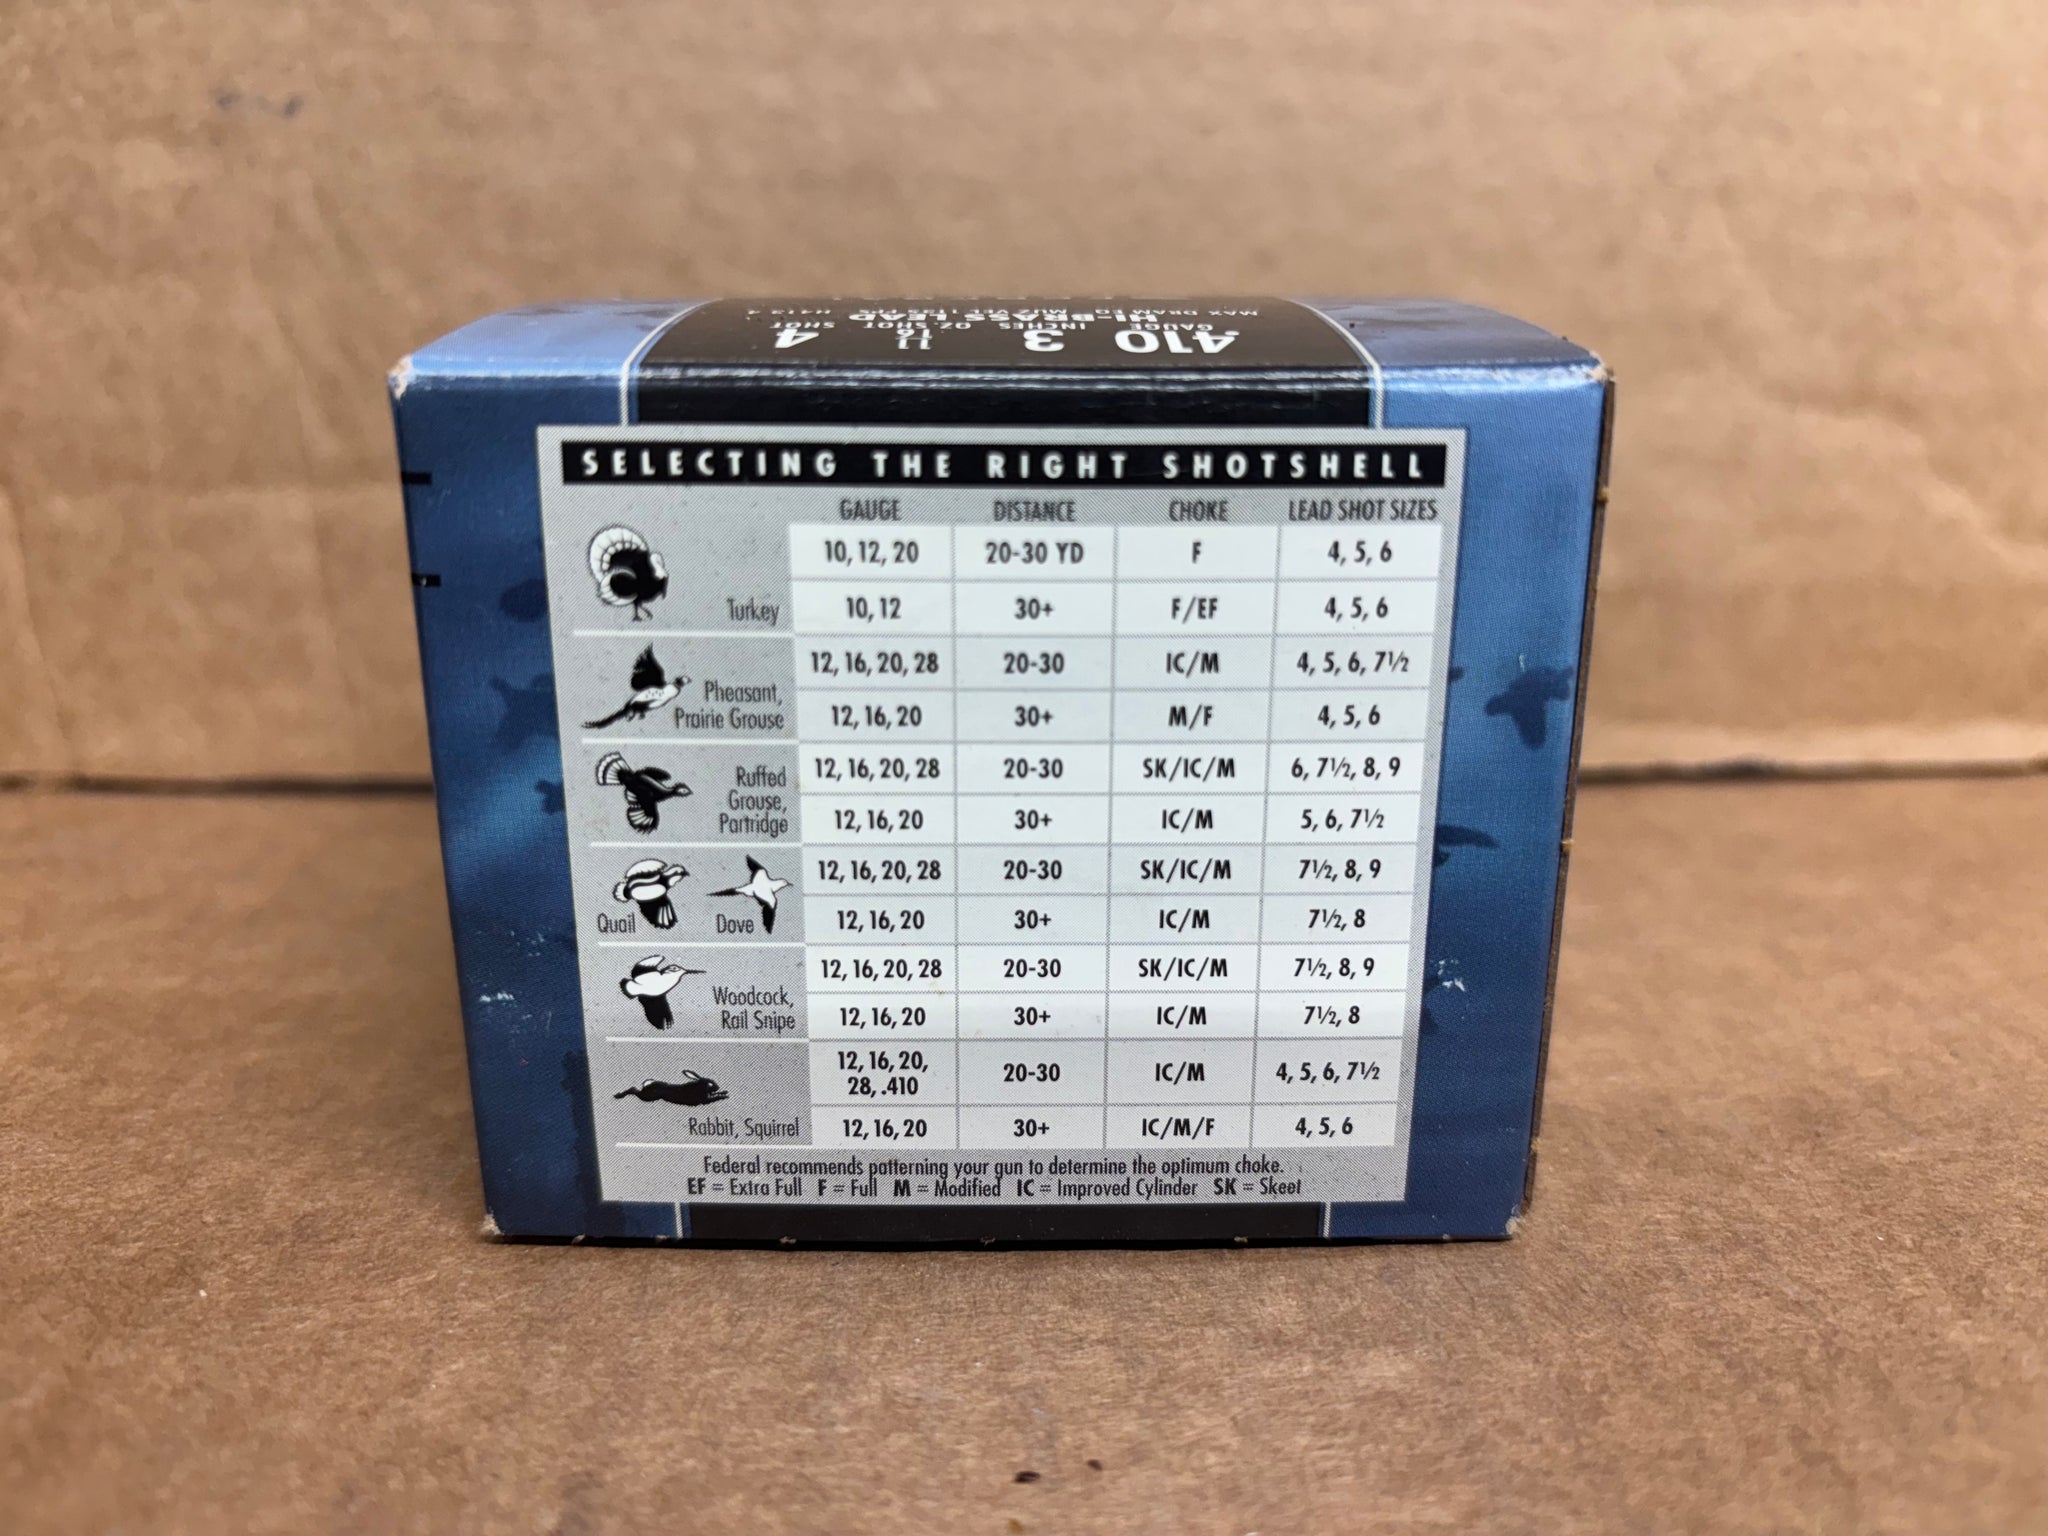 .410 3 11/16 4
GAUGE INCHES OZ. SHOT SHOT
HI-BRASS LEAD
MAX DRAM EQ
SELECTING THE RIGHT SHOTSHELL
GAUGE DISTANCE CHOKE LEAD SHOT SIZES
10, 12, 20 20-30 YD F 4, 5, 6
Turkey 10, 12 30+ F/EF 4, 5, 6
12, 16, 20, 28 20-30 IC/M 4, 5, 6, 7½
Pheasant,
Prairie Grouse 12, 16, 20 30+ M/F 4, 5, 6
Ruffed 12, 16, 20, 28 20-30 SK/IC/M 6, 7½, 8, 9
Grouse,
Partridge 12, 16, 20 30+ IC/M 5, 6, 7½
12, 16, 20, 28 20-30 SK/IC/M 7½, 8, 9
Quail Dove 12, 16, 20 30+ IC/M 7½, 8
12, 16, 20, 28 20-30 SK/IC/M 7½, 8, 9
Woodcock,
Rail Snipe 12, 16, 20 30+ IC/M 7½, 8
12, 16, 20,
28, .410 20-30 IC/M 4, 5, 6, 7½
Rabbit, Squirrel 12, 16, 20 30+ IC/M/F 4, 5, 6
Federal recommends patterning your gun to determine the optimum choke.
EF = Extra Full F = Full M = Modified IC = Improved Cylinder SK = Skeet